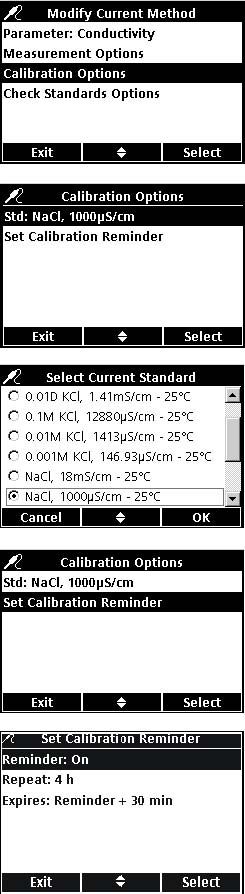 Modify Current Method
Parameter: Conductivity
Measurement Options
Calibration Options
Check Standards Options
Exit Select
Calibration Options
Std: NaCl, 1000µS/cm
Set Calibration Reminder
Exit Select
Select Current Standard
0.01D KCl, 1.41mS/cm - 25°C
0.1M KCl, 12880µS/cm - 25°C
0.01M KCl, 1413µS/cm - 25°C
0.001M KCl, 146.93µS/cm - 25°C
NaCl, 18mS/cm - 25°C
NaCl, 1000µS/cm - 25°C
Cancel OK
Calibration Options
Std: NaCl, 1000µS/cm
Set Calibration Reminder
Exit Select
Set Calibration Reminder
Reminder: On
Repeat: 4 h
Expires: Reminder + 30 min
Exit Select